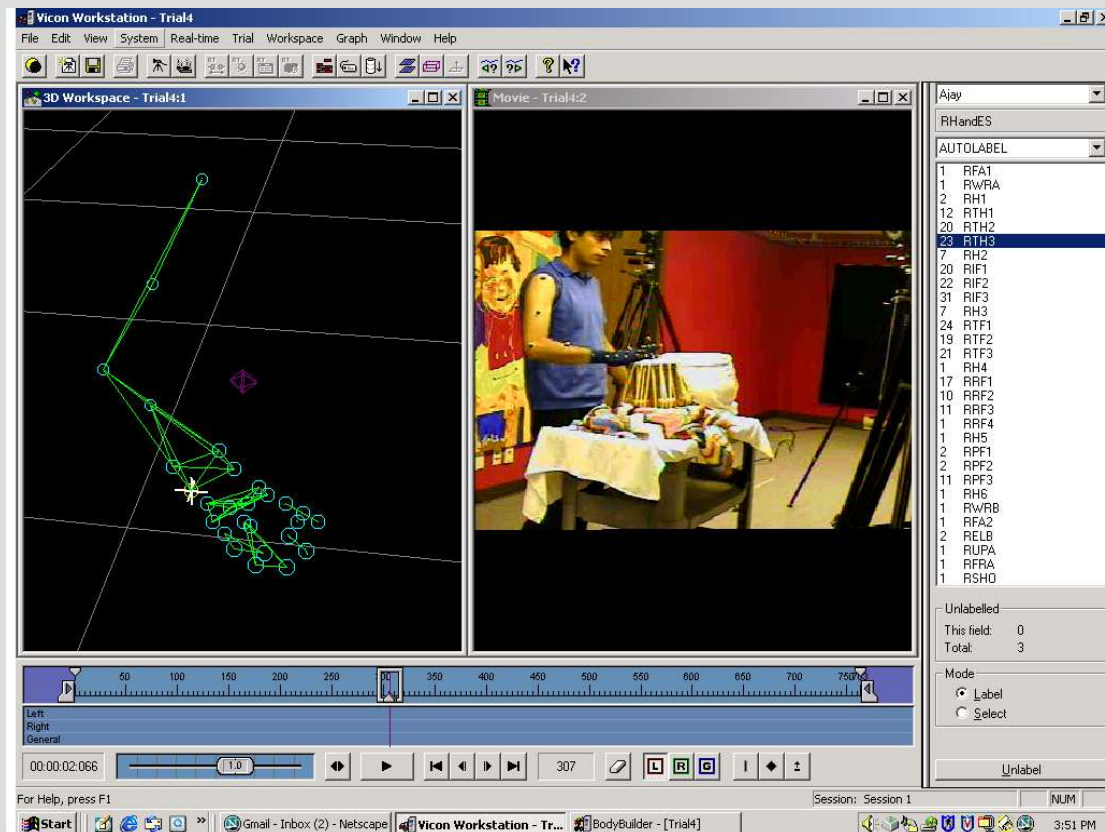 Vicon Workstation - Trial4
File Edit View System Real-time Trial Workspace Graph Window Help
3D Workspace - Trial4:1
Movie - Trial4:2
Ajay
RHandES
AUTOLABEL
1 RFA1
1 RWRA
2 RH1
12 RTH1
20 RTH2
23 RTH3
7 RH2
20 RIF1
22 RIF2
31 RIF3
7 RH3
24 RTF1
19 RTF2
21 RTF3
1 RH4
17 RRF1
10 RRF2
11 RRF3
1 RRF4
1 RH5
2 RPF1
2 RPF2
11 RPF3
1 RH6
1 RWRB
1 RFA2
2 RELB
1 RUPA
1 RFRA
1 RSHO
Unlabelled
This field: 0
Total: 3
Mode
Label
Select
Unlabel
50 100 150 200 250 350 400 450 500 550 600 650 700 750
Left
Right
General
00:00:02:066
1.0
307
L R G
For Help, press F1
Session: Session 1
NUM
Start
Gmail - Inbox (2) - Netscape
Vicon Workstation - Tr...
BodyBuilder - [Trial4]
3:51 PM